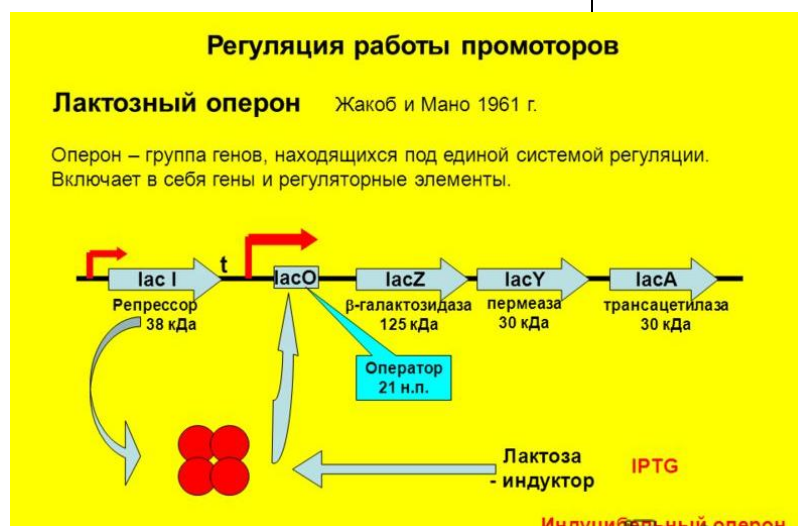 Регуляция работы промоторов
Лактозный оперон Жакоб и Мано 1961 г.
Оперон – группа генов, находящихся под единой системой регуляции.
Включает в себя гены и регуляторные элементы.
lac I t lacO lacZ lacY lacA
Репрессор
38 кДа
β-галактозидаза
125 кДа
пермеаза
30 кДа
трансацетилаза
30 кДа
Оператор
21 н.п.
Лактоза
- индуктор
IPTG
оперон